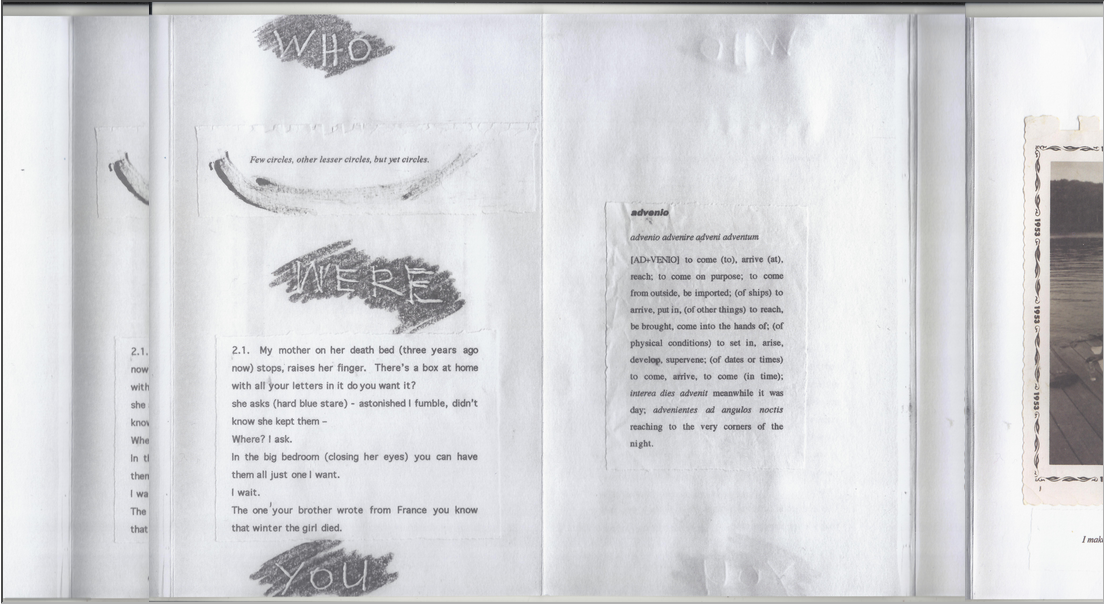 WHO
Few circles, other lesser circles, but yet circles.
WERE
2.1.
now
with
she
know
Whe
In t
them
I wa
The
that
2.1. My mother on her death bed (three years ago
now) stops, raises her finger. There's a box at home
with all your letters in it do you want it?
she asks (hard blue stare) - astonished I fumble, didn't
know she kept them –
Where? I ask.
In the big bedroom (closing her eyes) you can have
them all just one I want.
I wait.
The one your brother wrote from France you know
that winter the girl died.
YOU
advenio
advenio advenire adveni adventum
[AD+VENIO] to come (to), arrive (at),
reach; to come on purpose; to come
from outside, be imported; (of ships) to
arrive, put in, (of other things) to reach,
be brought, come into the hands of; (of
physical conditions) to set in, arise,
develop, supervene; (of dates or times)
to come, arrive, to come (in time);
interea dies advenit meanwhile it was
day; advenientes ad angulos noctis
reaching to the very corners of the
night.
1953
1953
1953
I mak